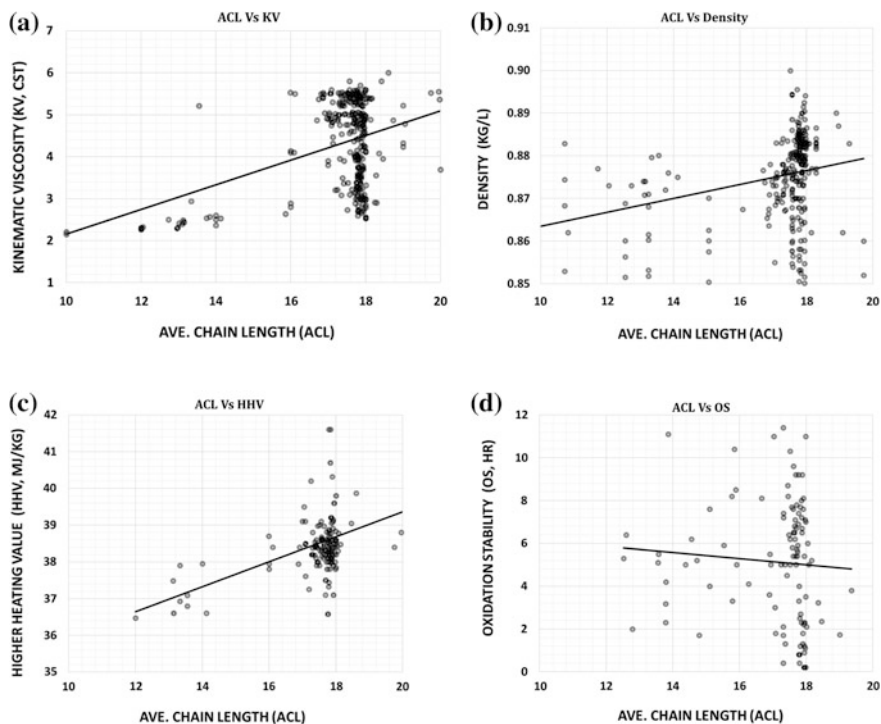 (a)
ACL Vs KV
KINEMATIC VISCOSITY (KV, CST)
7
6
5
4
3
2
1
10 12 14 16 18 20
AVE. CHAIN LENGTH (ACL)
(b)
ACL Vs Density
DENSITY (KG/L)
0.91
0.90
0.89
0.88
0.87
0.86
0.85
10 12 14 16 18 20
AVE. CHAIN LENGTH (ACL)
(c)
ACL Vs HHV
HIGHER HEATING VALUE (HHV, MJ/KG)
42
41
40
39
38
37
36
35
10 12 14 16 18 20
AVE. CHAIN LENGTH (ACL)
(d)
ACL Vs OS
OXIDATION STABILITY (OS, HR)
12
10
8
6
4
2
0
10 12 14 16 18 20
AVE. CHAIN LENGTH (ACL)